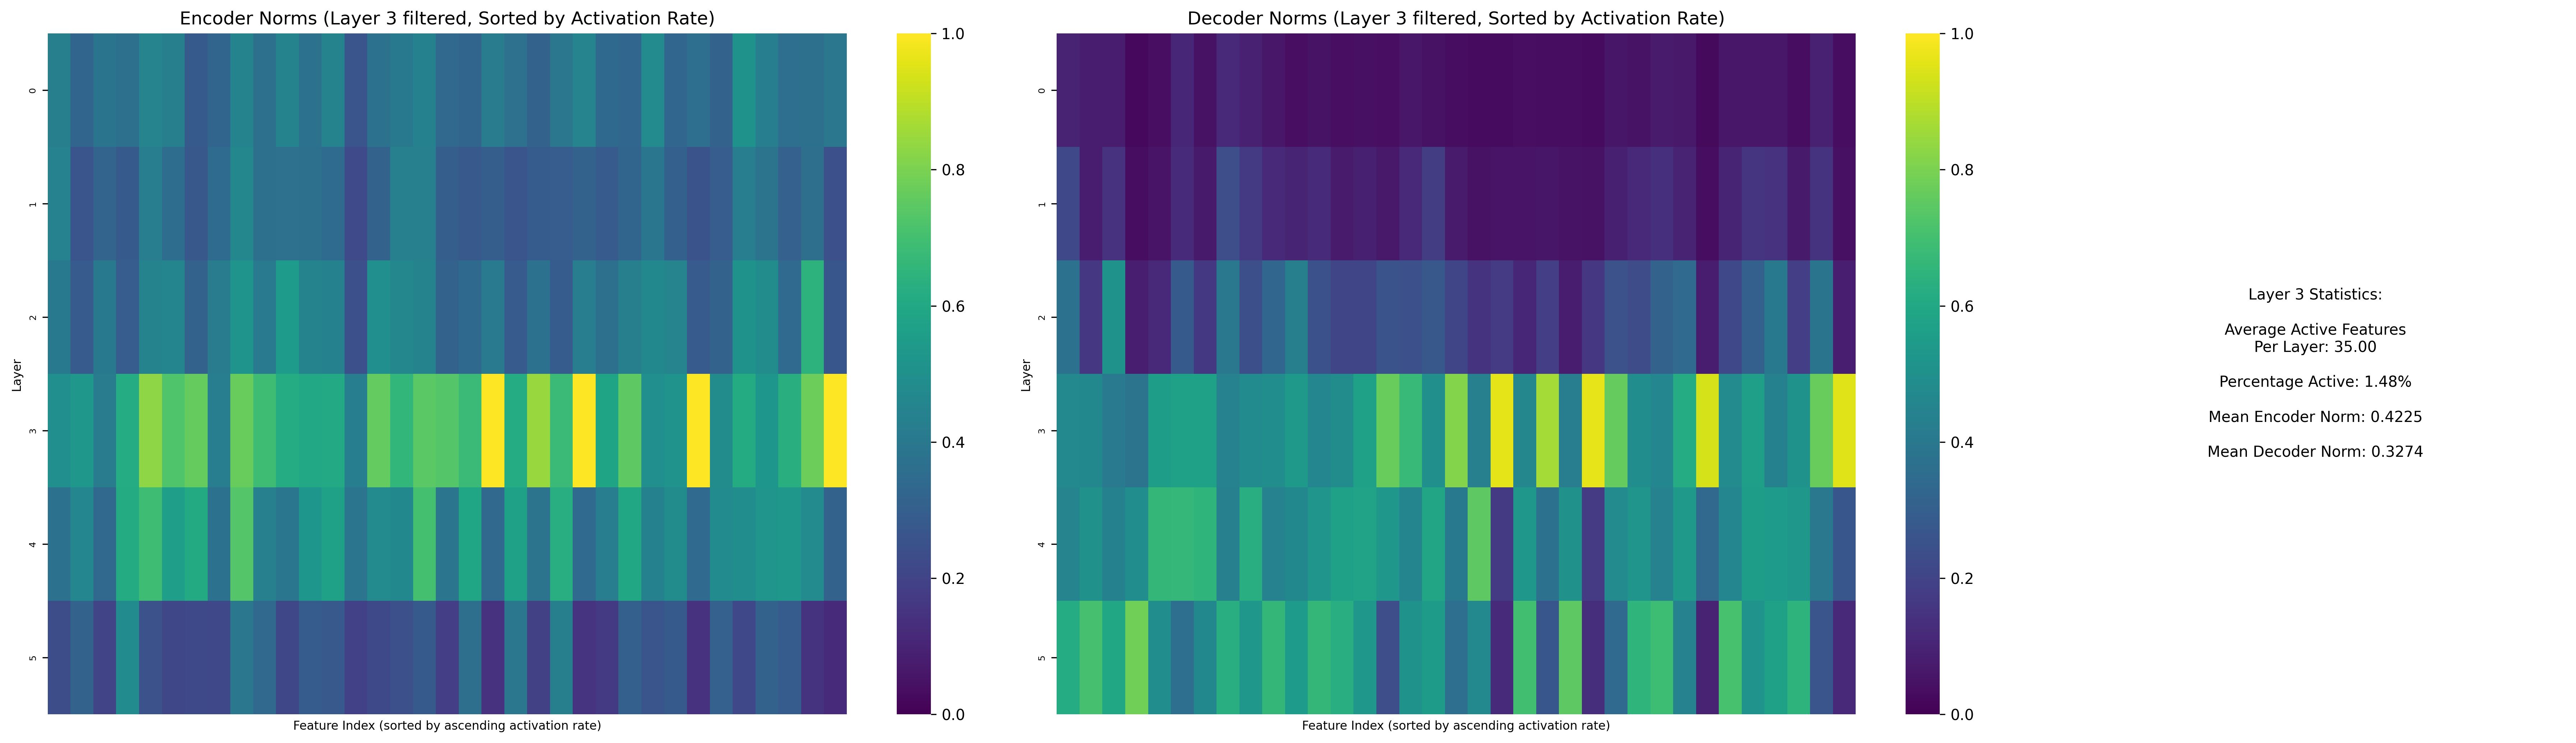 Encoder Norms (Layer 3 filtered, Sorted by Activation Rate)
Layer
0
1
2
3
4
5
Feature Index (sorted by ascending activation rate)
1.0
0.8
0.6
0.4
0.2
0.0
Decoder Norms (Layer 3 filtered, Sorted by Activation Rate)
Layer
0
1
2
3
4
5
Feature Index (sorted by ascending activation rate)
1.0
0.8
0.6
0.4
0.2
0.0
Layer 3 Statistics:
Average Active Features
Per Layer: 35.00
Percentage Active: 1.48%
Mean Encoder Norm: 0.4225
Mean Decoder Norm: 0.3274